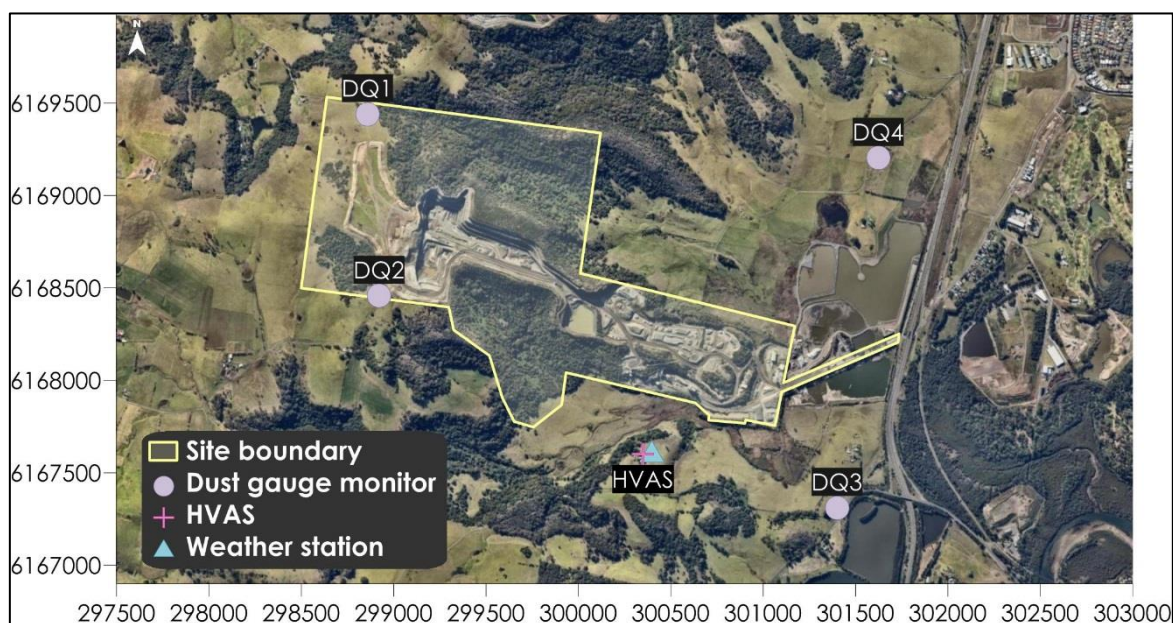 N
DQ1
DQ4
DQ2
HVAS
DQ3
Site boundary
Dust gauge monitor
HVAS
Weather station
6169500
6169000
6168500
6168000
6167500
6167000
297500 298000 298500 299000 299500 300000 300500 301000 301500 302000 302500 303000